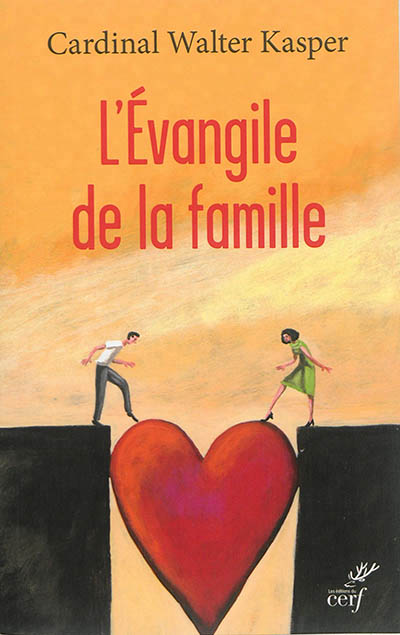 Cardinal Walter Kasper
L'Évangile
de la famille
Les éditions du
cerf